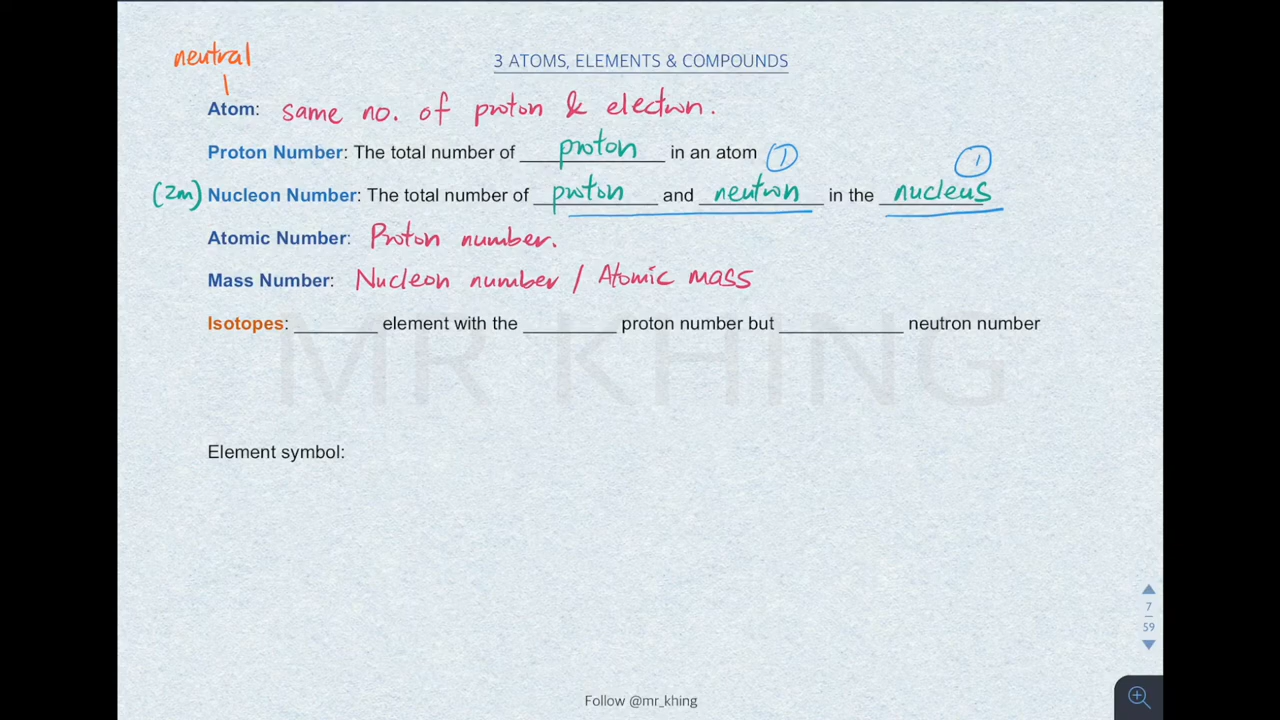 neutral
3 ATOMS, ELEMENTS & COMPOUNDS
Atom: same no. of proton & electron.
Proton Number: The total number of proton in an atom ①
(2m) Nucleon Number: The total number of proton and neutron in the nucleus ①
Atomic Number: Proton number.
Mass Number: Nucleon number / Atomic mass
Isotopes: ________ element with the _________ proton number but ____________ neutron number
MR KHING
Element symbol:
7
59
Follow @mr_khing